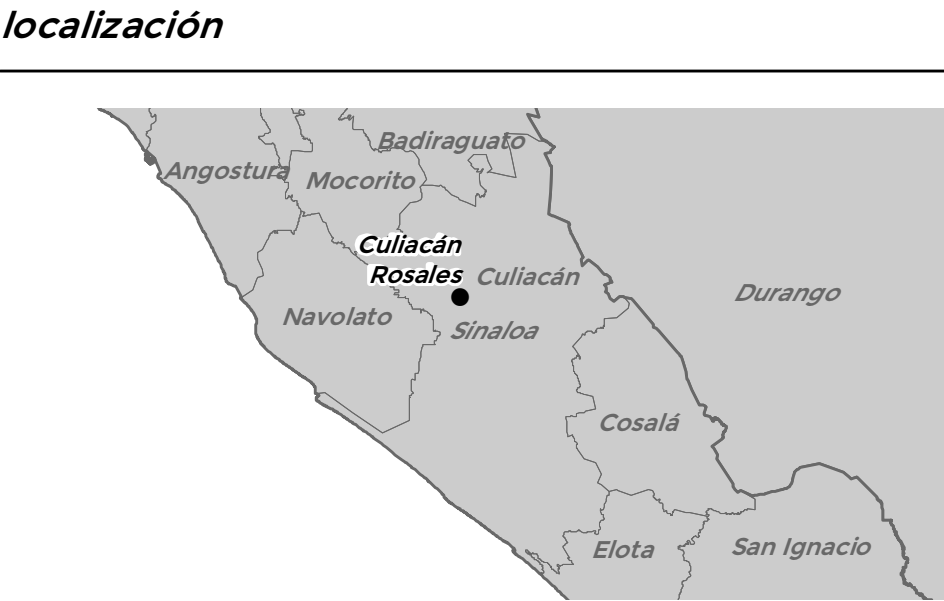 localización
Badiraguato
Angostura
Mocorito
Culiacán
Rosales
Culiacán
Durango
Navolato
Sinaloa
Cosalá
Elota
San Ignacio